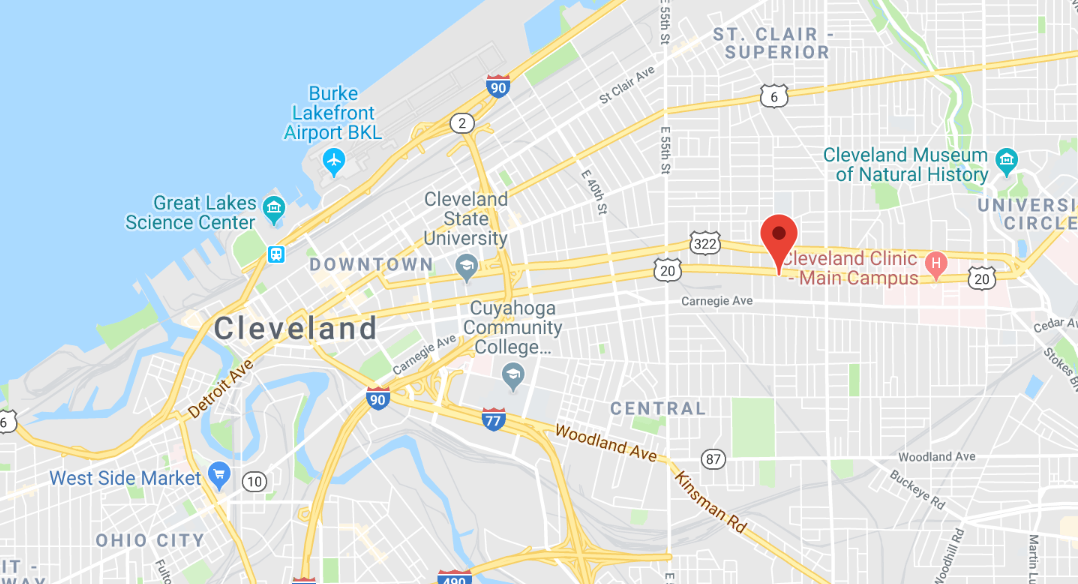 E 55th St
ST. CLAIR -
SUPERIOR
90
St Clair Ave
6
Burke
Lakefront
Airport BKL
2
E 55th St
Cleveland Museum
of Natural History
E 40th St
Great Lakes
Science Center
Cleveland
State
University
UNIVERSI
CIRCLE
322
DOWNTOWN
20
Cleveland Clinic
- Main Campus
H
20
Carnegie Ave
Cuyahoga
Community
College...
Cleveland
Cedar Av
Carnegie Ave
Stokes Blv
Detroit Ave
90
77
CENTRAL
6
Woodland Ave
87
Woodland Ave
West Side Market
10
Kinsman Rd
Buckeye Rd
OHIO CITY
Woodhill Rd
Martin Lu
IT -
WAY
Fulto
490
E